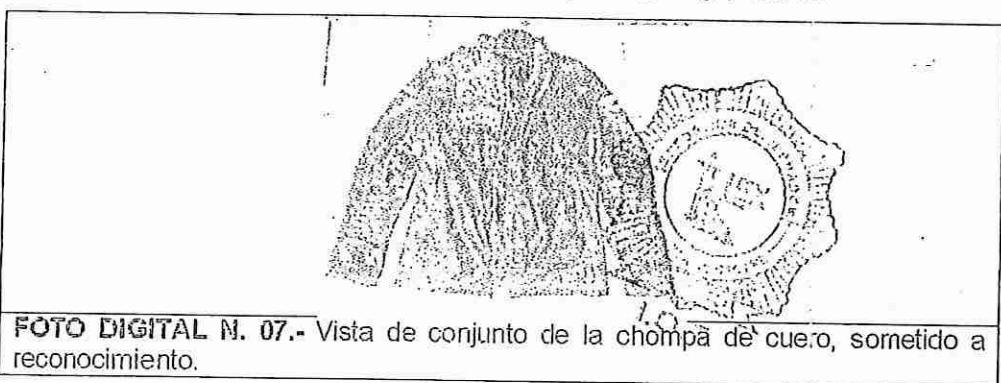 FOTO DIGITAL N. 07.- Vista de conjunto de la chompa de cuero, sometido a
reconocimiento.